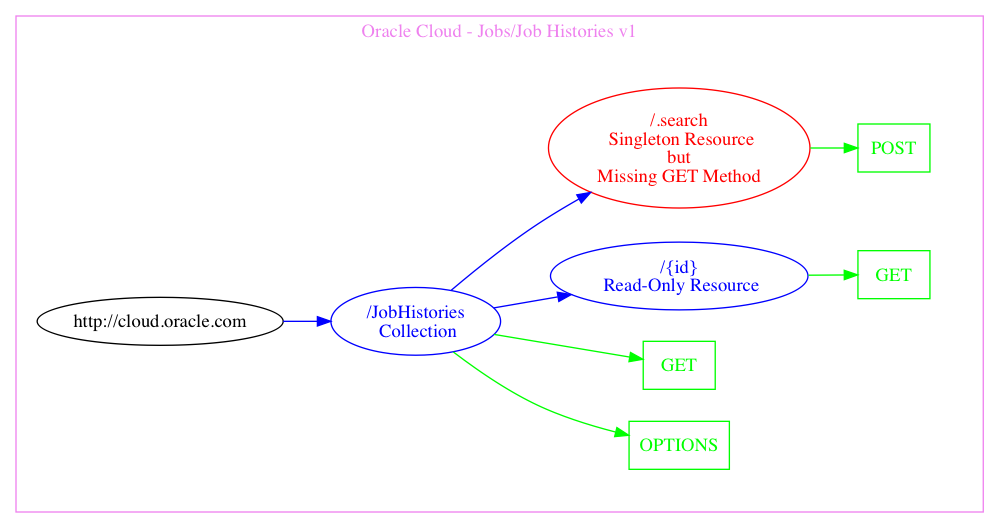 Oracle Cloud - Jobs/Job Histories v1
/.search
Singleton Resource
but
Missing GET Method
POST
/{id}
Read-Only Resource
GET
http://cloud.oracle.com
/JobHistories
Collection
GET
OPTIONS